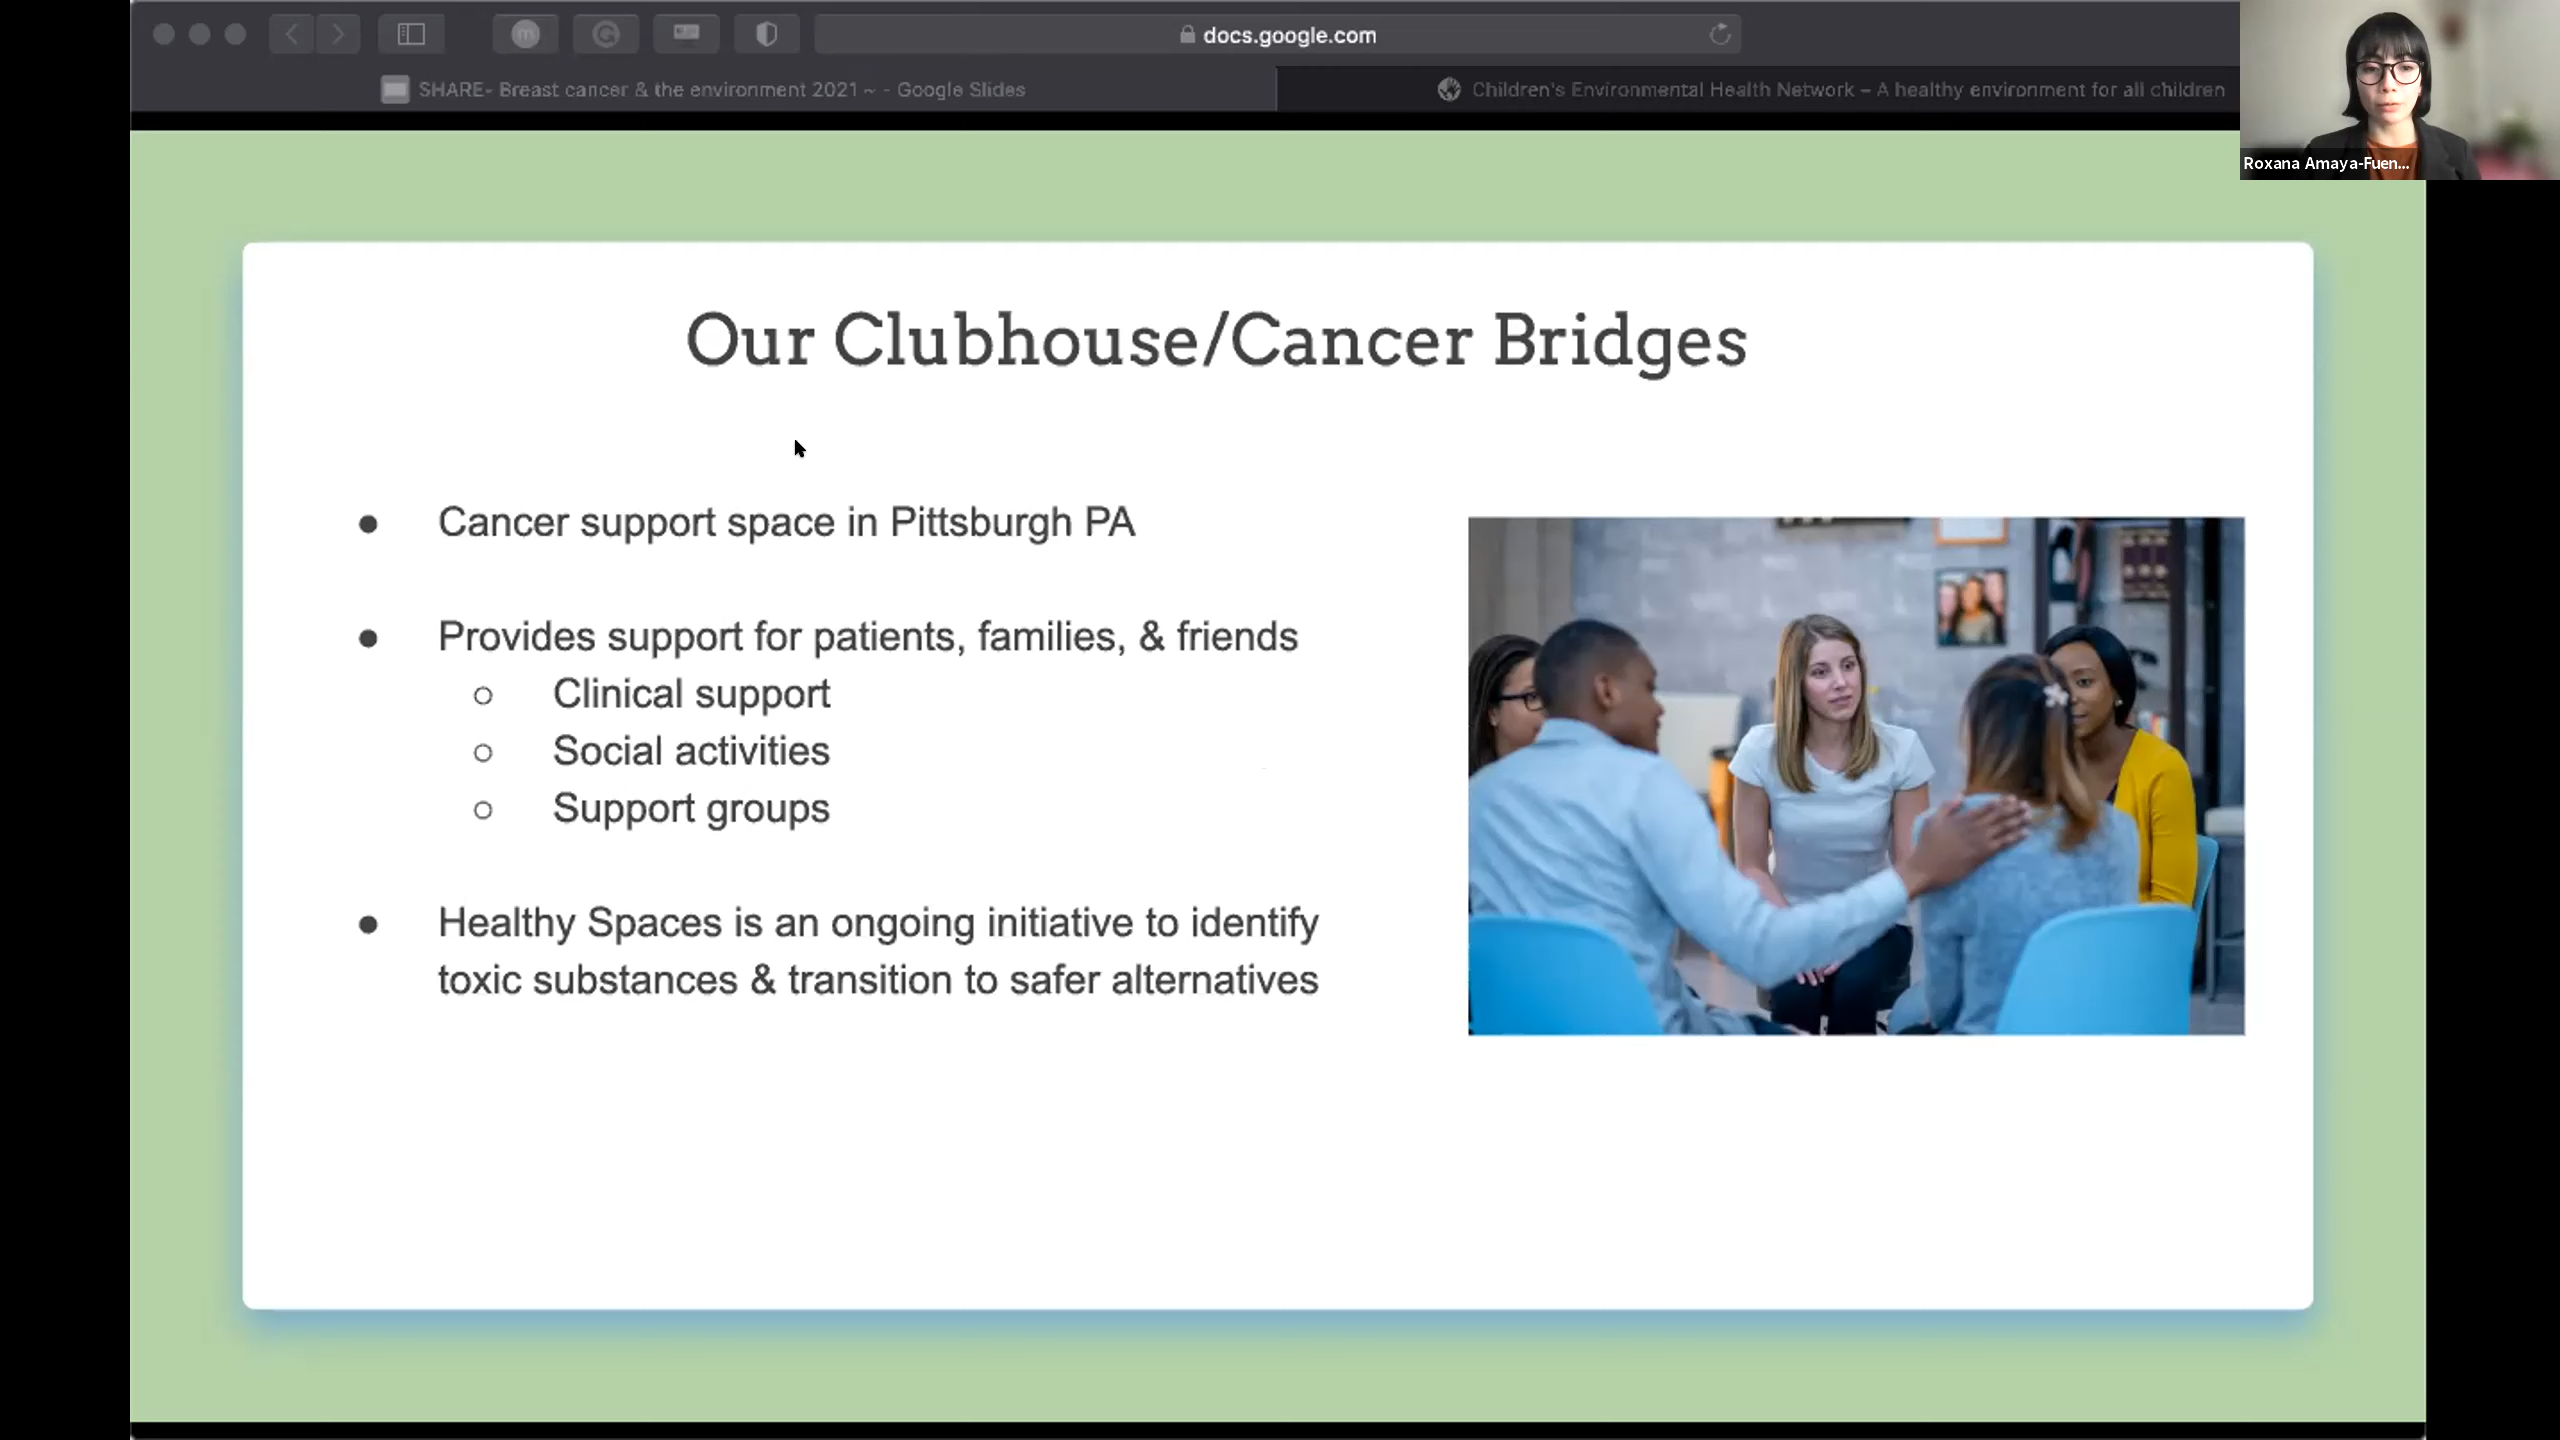 docs.google.com
SHARE- Breast cancer & the environment 2021 ~ - Google Slides
Children's Environmental Health Network – A healthy environment for all children
Roxana Amaya-Fuen...
Our Clubhouse/Cancer Bridges
● Cancer support space in Pittsburgh PA
● Provides support for patients, families, & friends
○ Clinical support
○ Social activities
○ Support groups
● Healthy Spaces is an ongoing initiative to identify
toxic substances & transition to safer alternatives